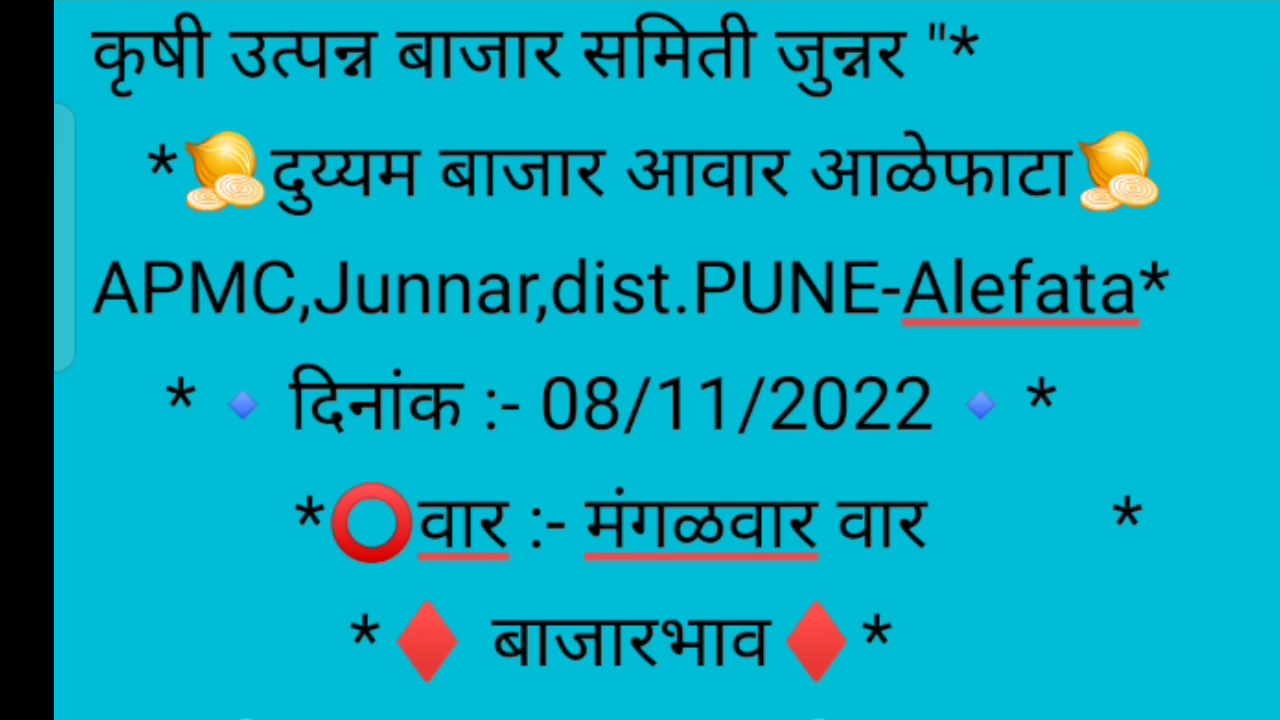 कृषी उत्पन्न बाजार समिती जुन्नर "*
*🧅दुय्यम बाजार आवार आळेफाटा🧅
APMC,Junnar,dist.PUNE-Alefata*
*🔹दिनांक :- 08/11/2022🔹*
*⭕वार :- मंगळवार वार *
*♦️ बाजारभाव♦️*